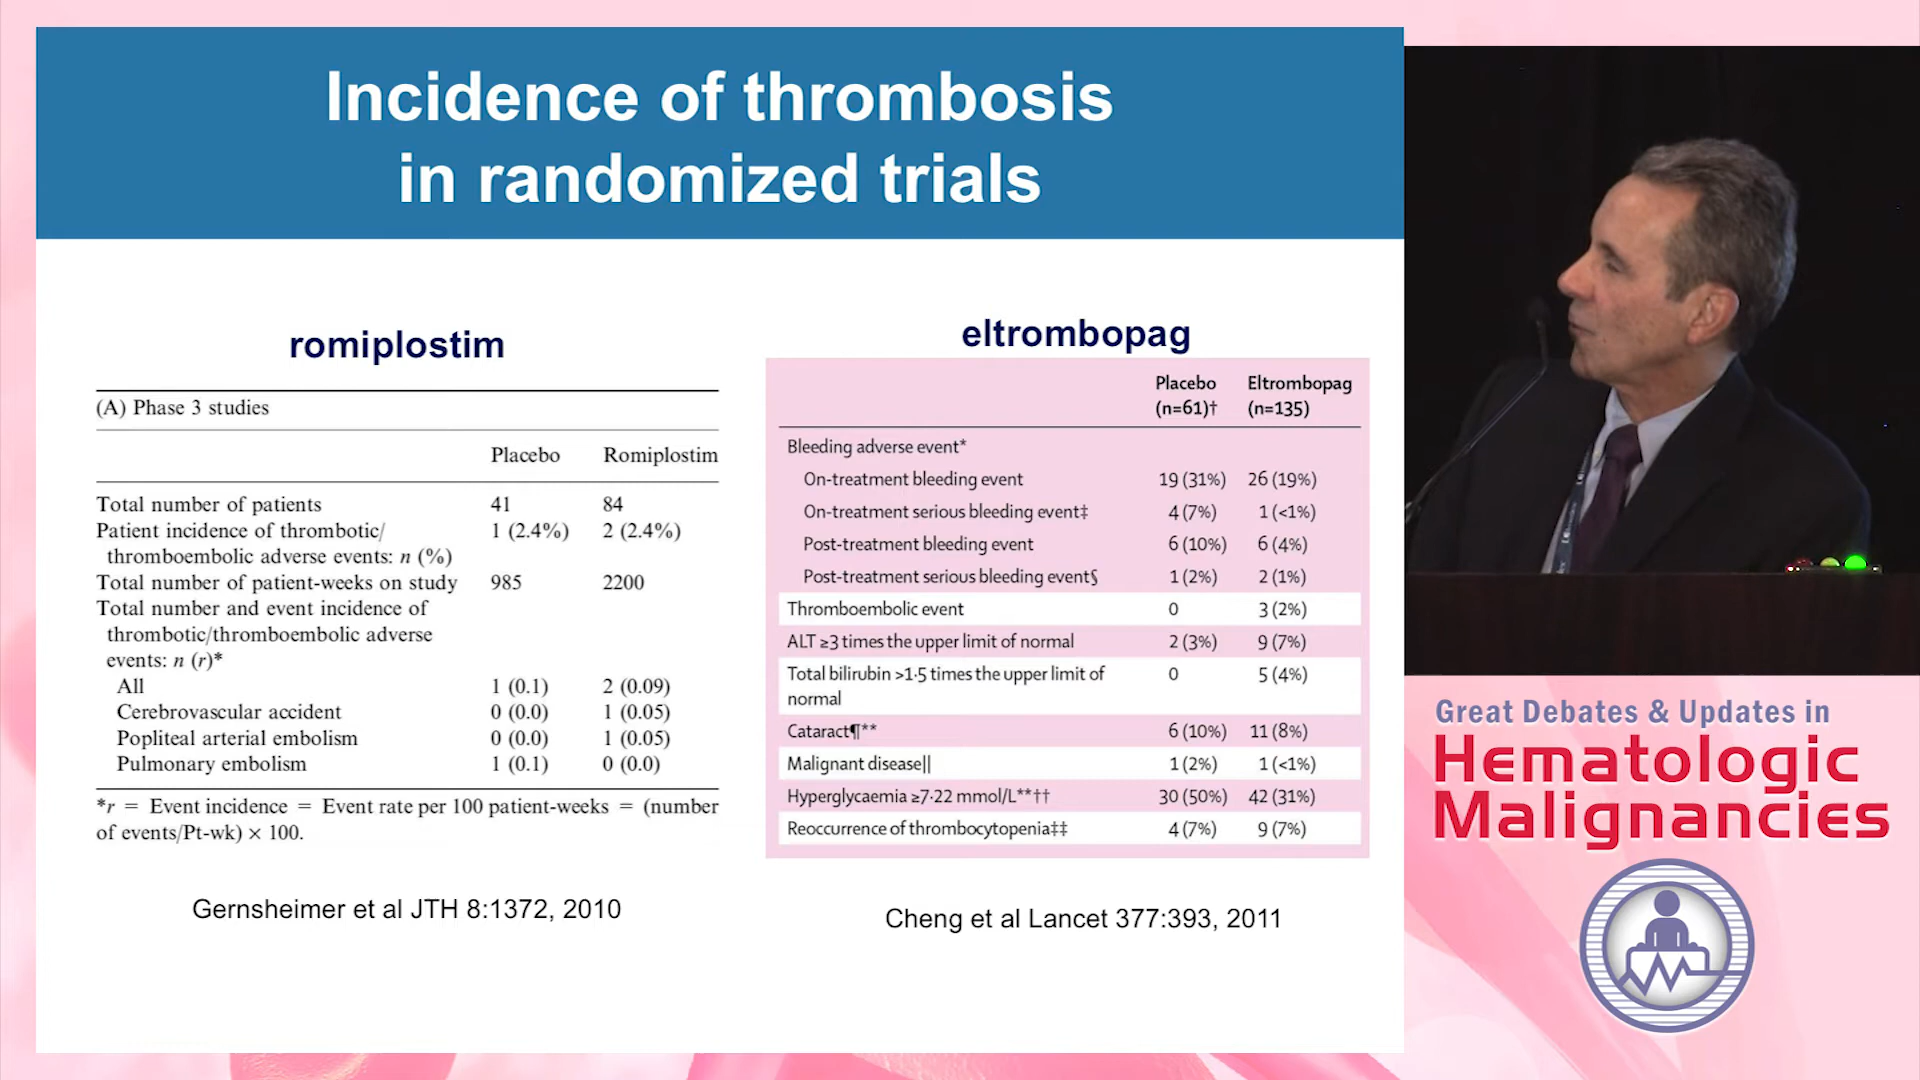 Incidence of thrombosis
in randomized trials
romiplostim
(A) Phase 3 studies
Placebo Romiplostim
Total number of patients 41 84
Patient incidence of thrombotic/ 1 (2.4%) 2 (2.4%)
thromboembolic adverse events: n (%)
Total number of patient-weeks on study 985 2200
Total number and event incidence of
thrombotic/thromboembolic adverse
events: n (r)*
All 1 (0.1) 2 (0.09)
Cerebrovascular accident 0 (0.0) 1 (0.05)
Popliteal arterial embolism 0 (0.0) 1 (0.05)
Pulmonary embolism 1 (0.1) 0 (0.0)
*r = Event incidence = Event rate per 100 patient-weeks = (number
of events/Pt-wk) × 100.
Gernsheimer et al JTH 8:1372, 2010
eltrombopag
Placebo Eltrombopag
(n=61)† (n=135)
Bleeding adverse event*
On-treatment bleeding event 19 (31%) 26 (19%)
On-treatment serious bleeding event‡ 4 (7%) 1 (<1%)
Post-treatment bleeding event 6 (10%) 6 (4%)
Post-treatment serious bleeding event§ 1 (2%) 2 (1%)
Thromboembolic event 0 3 (2%)
ALT ≥3 times the upper limit of normal 2 (3%) 9 (7%)
Total bilirubin >1·5 times the upper limit of 0 5 (4%)
normal
Cataract¶** 6 (10%) 11 (8%)
Malignant disease|| 1 (2%) 1 (<1%)
Hyperglycaemia ≥7·22 mmol/L**†† 30 (50%) 42 (31%)
Reoccurrence of thrombocytopenia‡‡ 4 (7%) 9 (7%)
Cheng et al Lancet 377:393, 2011
Great Debates & Updates in
Hematologic
Malignancies